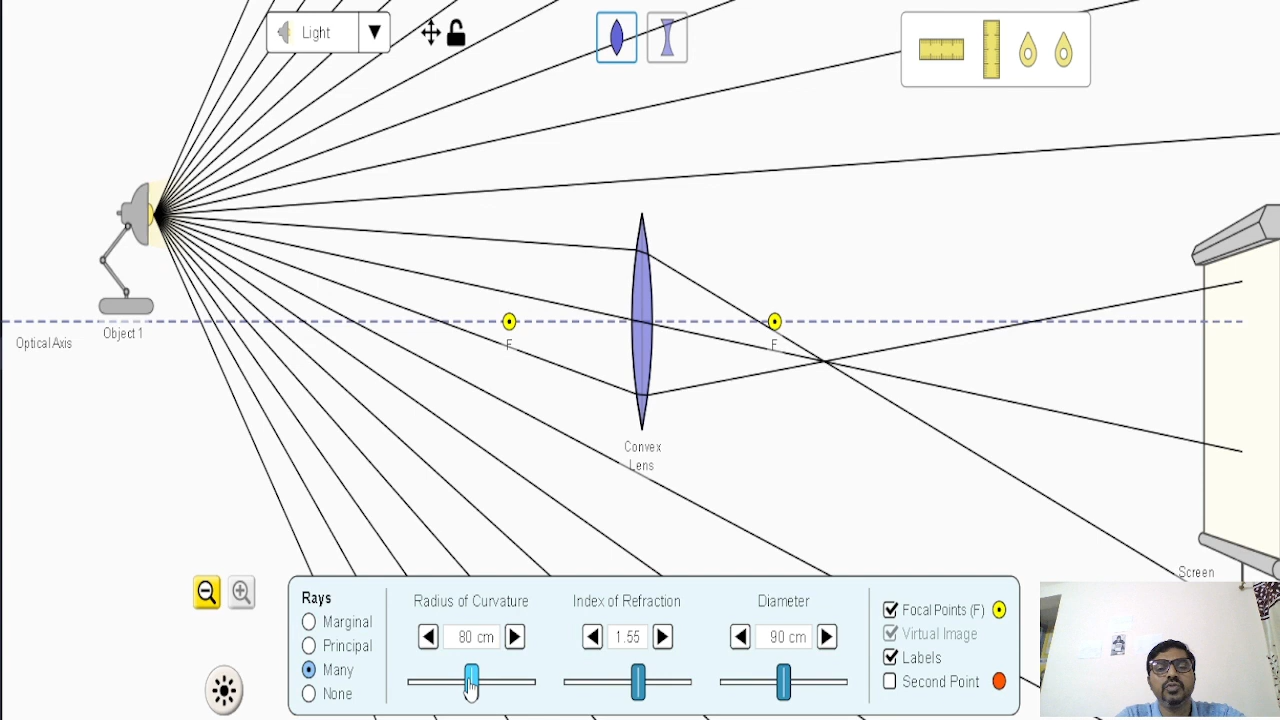 Light
Optical Axis
Object 1
F
F
Convex
Lens
Screen
Rays
Marginal
Principal
Many
None
Radius of Curvature
80 cm
Index of Refraction
1.55
Diameter
90 cm
Focal Points (F)
Virtual Image
Labels
Second Point